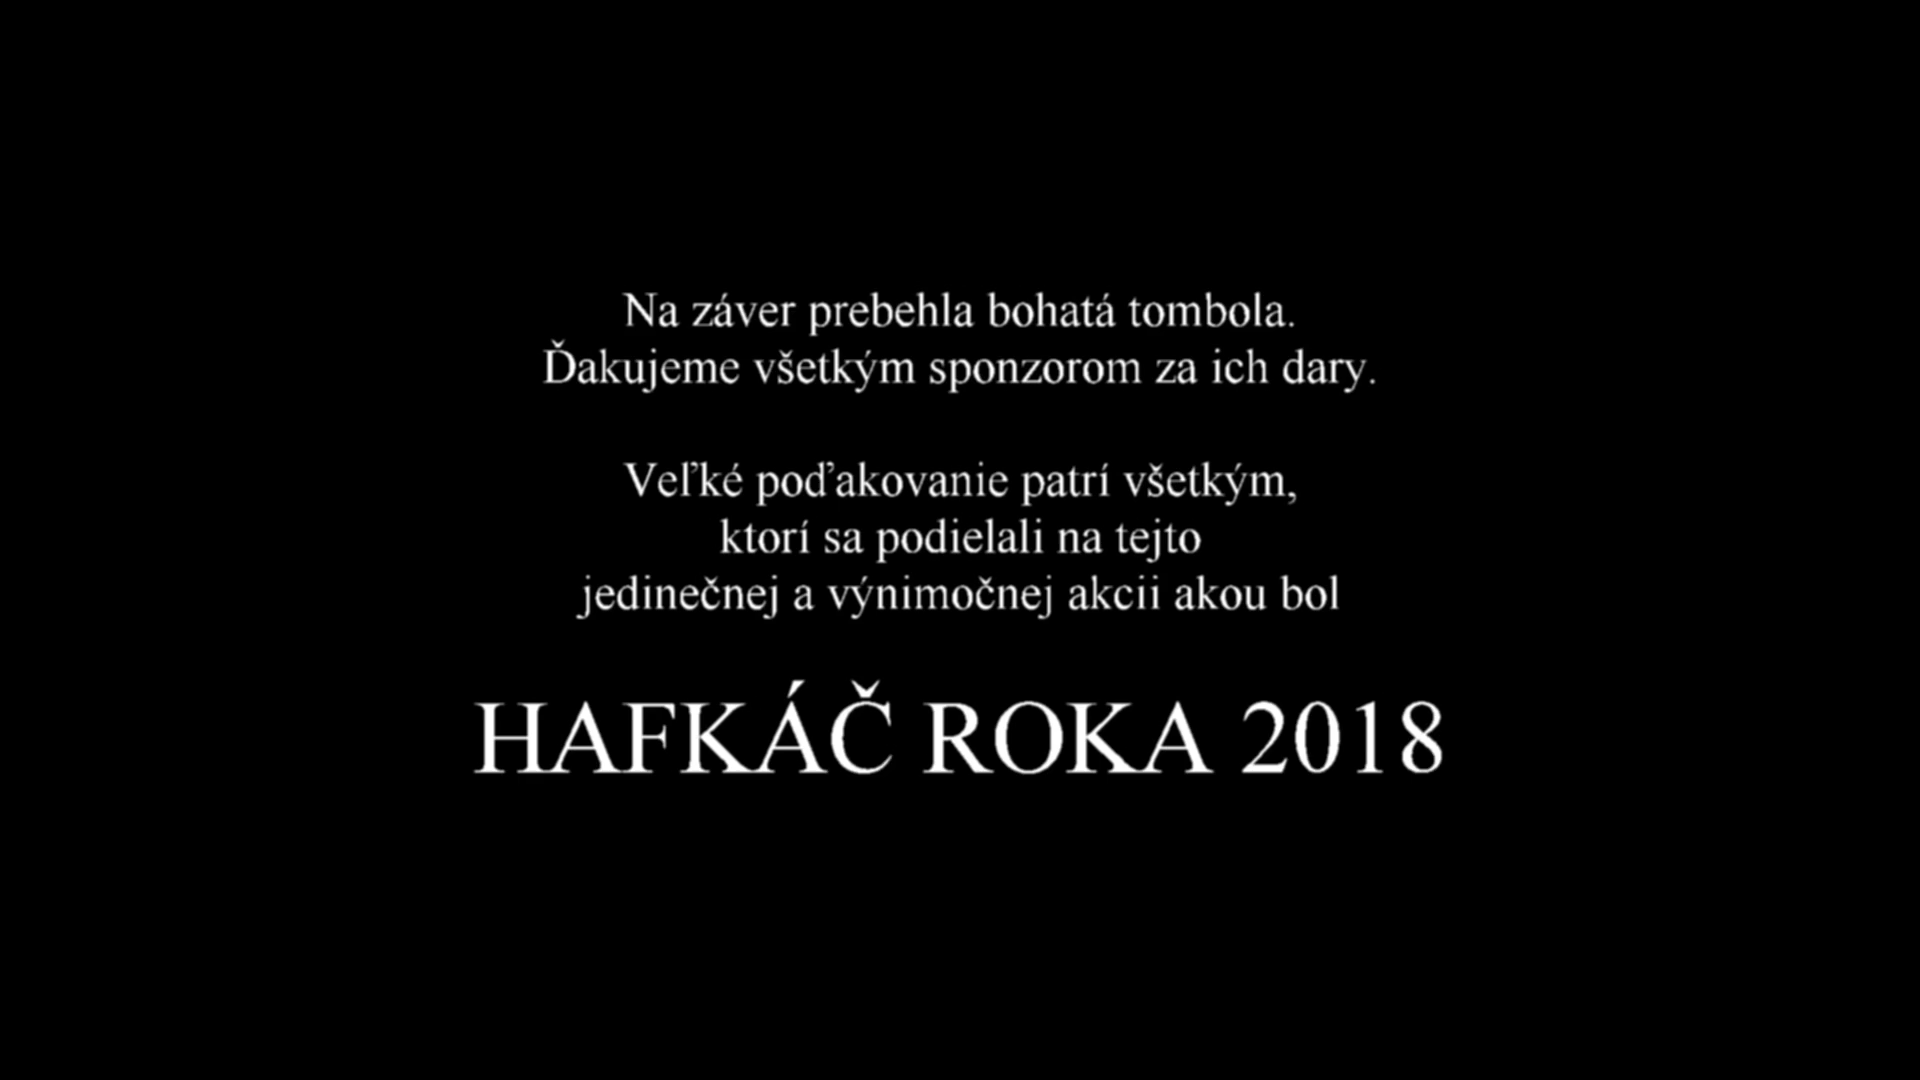 Na záver prebehla bohatá tombola.
Ďakujeme všetkým sponzorom za ich dary.
Veľké poďakovanie patrí všetkým,
ktorí sa podielali na tejto
jedinečnej a výnimočnej akcii akou bol
HAFKÁČ ROKA 2018